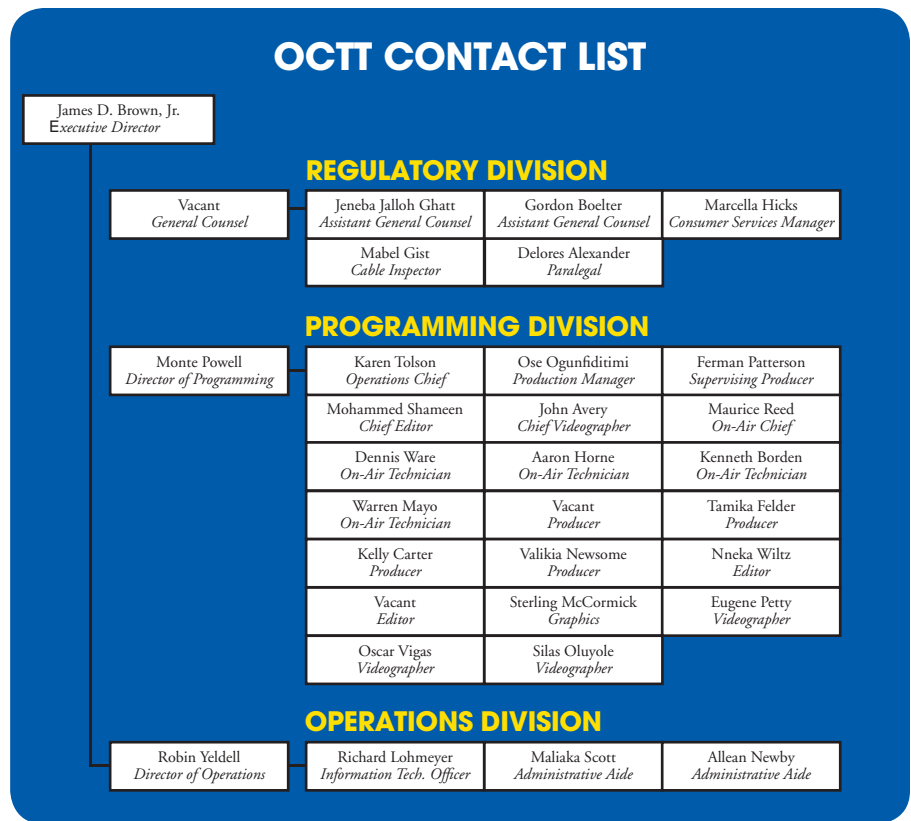 OCTT CONTACT LIST
James D. Brown, Jr.
Executive Director
REGULATORY DIVISION
Vacant
General Counsel
Jeneba Jalloh Ghatt
Assistant General Counsel
Gordon Boelter
Assistant General Counsel
Marcella Hicks
Consumer Services Manager
Mabel Gist
Cable Inspector
Delores Alexander
Paralegal
PROGRAMMING DIVISION
Monte Powell
Director of Programming
Karen Tolson
Operations Chief
Ose Ogunfiditimi
Production Manager
Ferman Patterson
Supervising Producer
Mohammed Shameen
Chief Editor
John Avery
Chief Videographer
Maurice Reed
On-Air Chief
Dennis Ware
On-Air Technician
Aaron Horne
On-Air Technician
Kenneth Borden
On-Air Technician
Warren Mayo
On-Air Technician
Vacant
Producer
Tamika Felder
Producer
Kelly Carter
Producer
Valikia Newsome
Producer
Nneka Wiltz
Editor
Vacant
Editor
Sterling McCormick
Graphics
Eugene Petty
Videographer
Oscar Vigas
Videographer
Silas Oluyole
Videographer
OPERATIONS DIVISION
Robin Yeldell
Director of Operations
Richard Lohmeyer
Information Tech. Officer
Maliaka Scott
Administrative Aide
Allean Newby
Administrative Aide